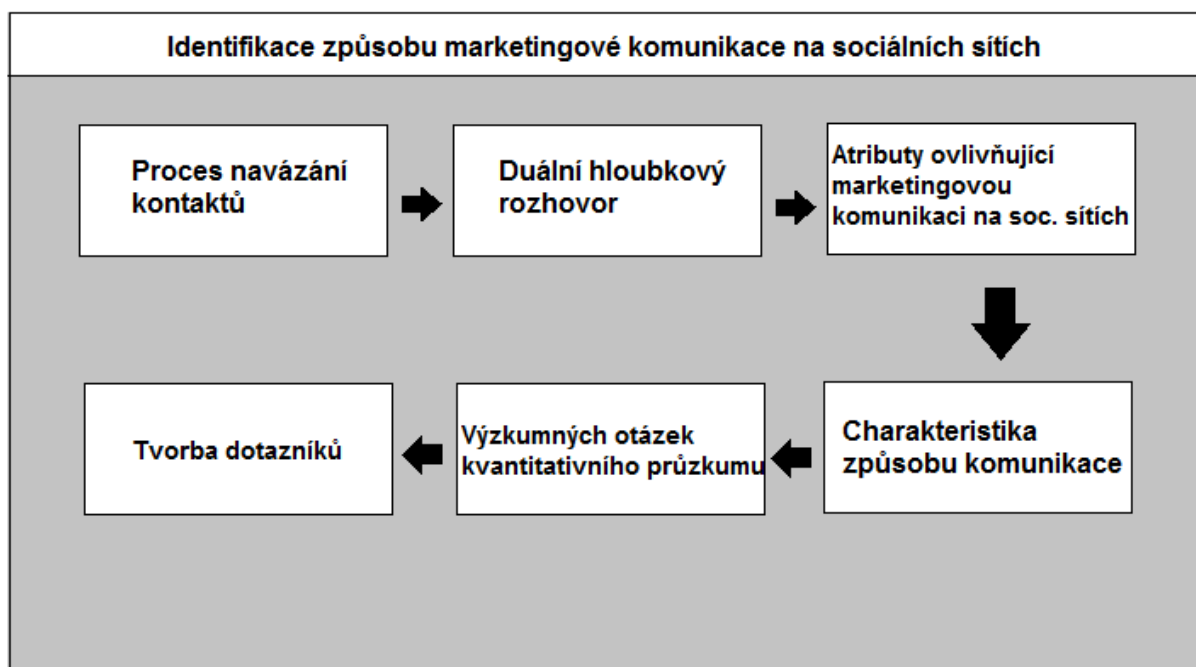 Identifikace způsobu marketingové komunikace na sociálních sítích
Proces navázání
kontaktů
Duální hloubkový
rozhovor
Atributy ovlivňující
marketingovou
komunikaci na soc. sítích
Charakteristika
způsobu komunikace
Výzkumných otázek
kvantitativního průzkumu
Tvorba dotazníků